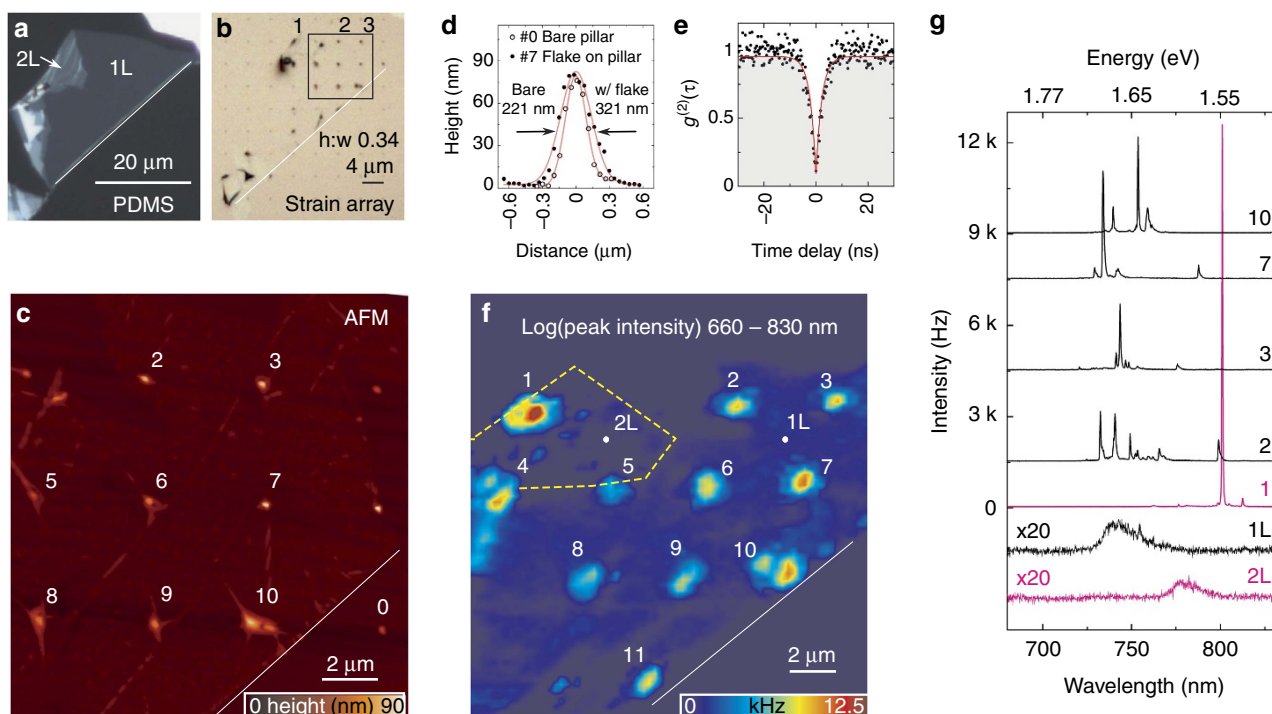 a
2L
1L
20 μm
PDMS
b
1
2
3
h:w 0.34
4 μm
Strain array
d
#0 Bare pillar
#7 Flake on pillar
Height (nm)
90
60
30
0
Bare
221 nm
w/ flake
321 nm
−0.6
−0.3
0
0.3
0.6
Distance (μm)
e
g(2)(τ)
1
0.5
0
−20
0
20
Time delay (ns)
c
AFM
2
3
5
6
7
8
9
10
0
2 μm
0 height (nm) 90
f
Log(peak intensity) 660 – 830 nm
1
2
3
2L
1L
4
5
6
7
8
9
10
11
2 μm
0
kHz
12.5
g
Energy (eV)
1.77
1.65
1.55
Intensity (Hz)
12 k
9 k
6 k
3 k
0
10
7
3
2
1
x20
1L
x20
2L
700
750
800
Wavelength (nm)